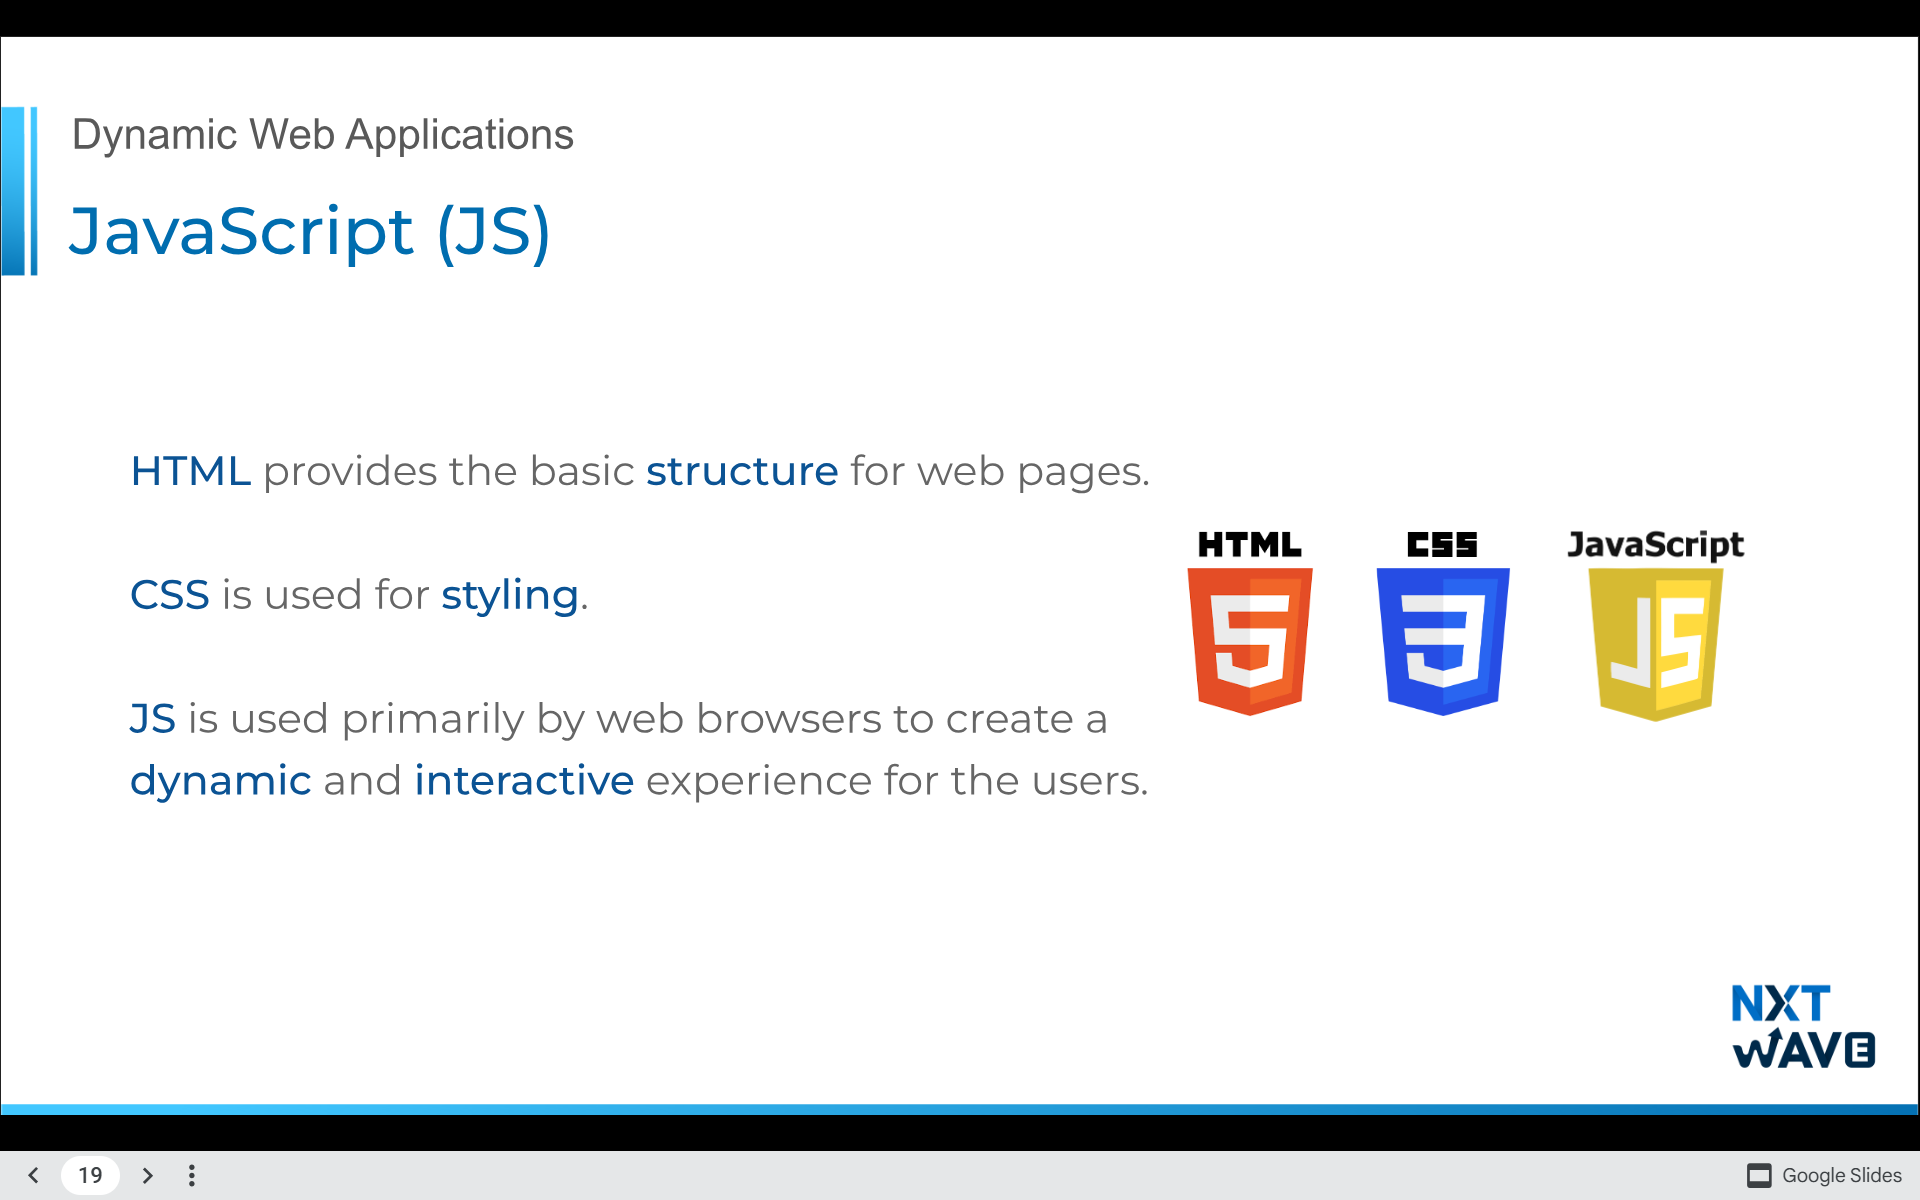 Dynamic Web Applications
JavaScript (JS)
HTML provides the basic structure for web pages.
CSS is used for styling.
JS is used primarily by web browsers to create a
dynamic and interactive experience for the users.
HTML
5
CSS
3
JavaScript
JS
NXT
WAVE
19
Google Slides